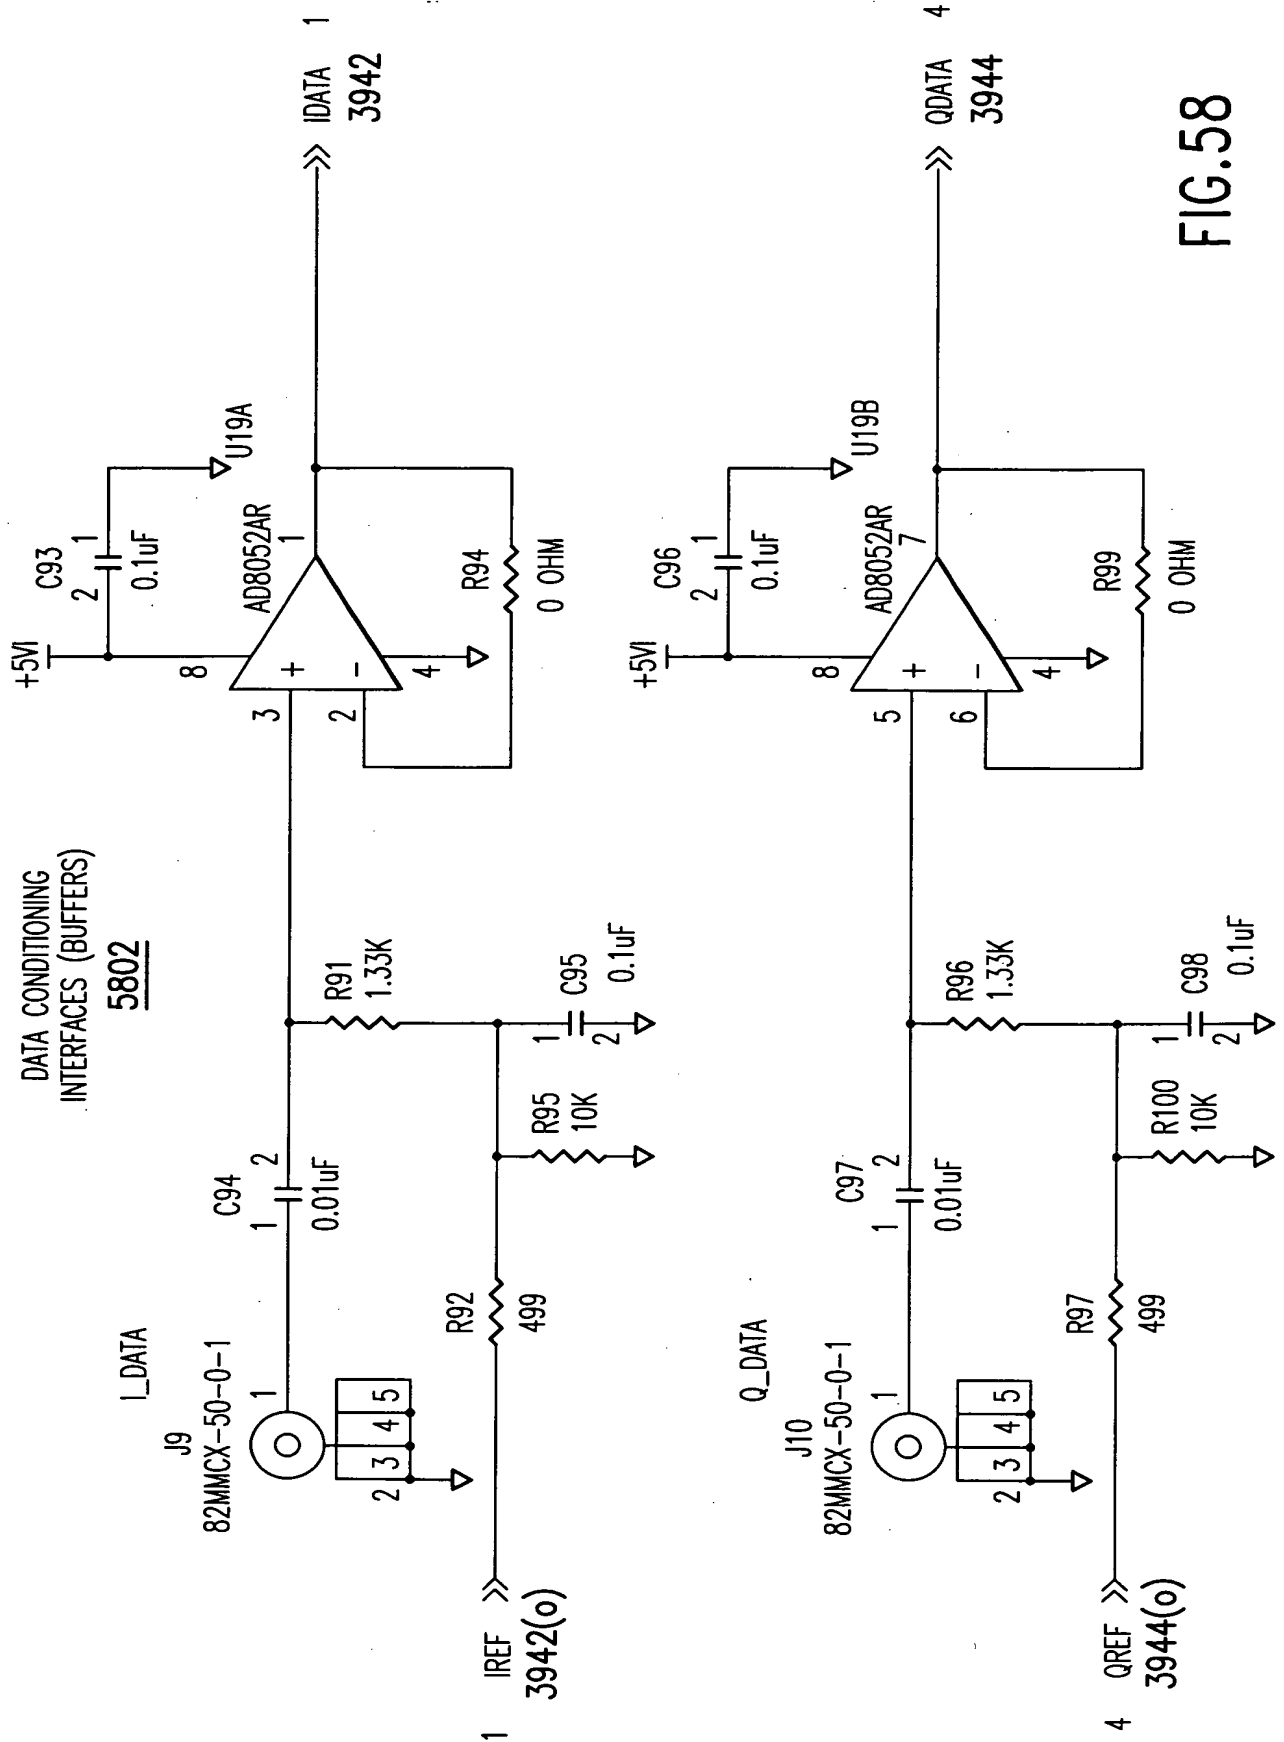 DATA CONDITIONING
INTERFACES (BUFFERS)
5802
I_DATA
J9
82MMCX-50-0-1
1
2 3 4 5
C94
1 2
0.01uF
R91
1.33K
IREF
3942(o)
1
R92
499
R95
10K
C95
1
2
0.1uF
+5VI
C93
2 1
0.1uF
U19A
AD8052AR
8
3 +
2 -
4
1
R94
0 OHM
IDATA 1
3942
Q_DATA
J10
82MMCX-50-0-1
1
2 3 4 5
C97
1 2
0.01uF
R96
1.33K
QREF
3944(o)
4
R97
499
R100
10K
C98
1
2
0.1uF
+5VI
C96
2 1
0.1uF
U19B
AD8052AR
8
5 +
6 -
4
7
R99
0 OHM
QDATA 4
3944
FIG.58